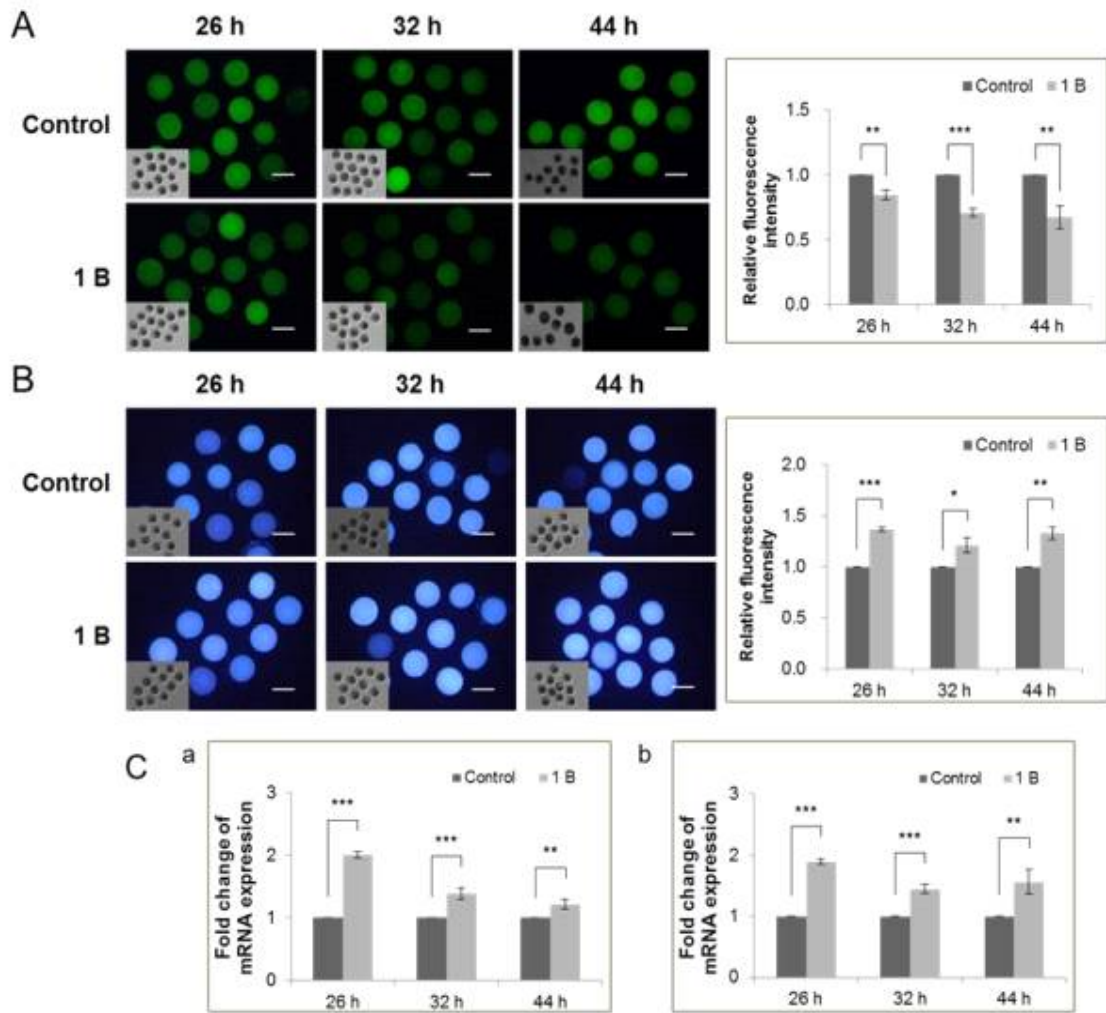 A
26 h 32 h 44 h
Control
1 B
Control 1 B
Relative fluorescence
intensity
1.5
1.0
0.5
0.0
** *** **
26 h 32 h 44 h
B
26 h 32 h 44 h
Control
1 B
Control 1 B
Relative fluorescence
intensity
2.0
1.5
1.0
0.5
0.0
*** * **
26 h 32 h 44 h
C
a
Control 1 B
Fold change of
mRNA expression
3
2
1
0
*** *** **
26 h 32 h 44 h
b
Control 1 B
Fold change of
mRNA expression
3
2
1
0
*** *** **
26 h 32 h 44 h